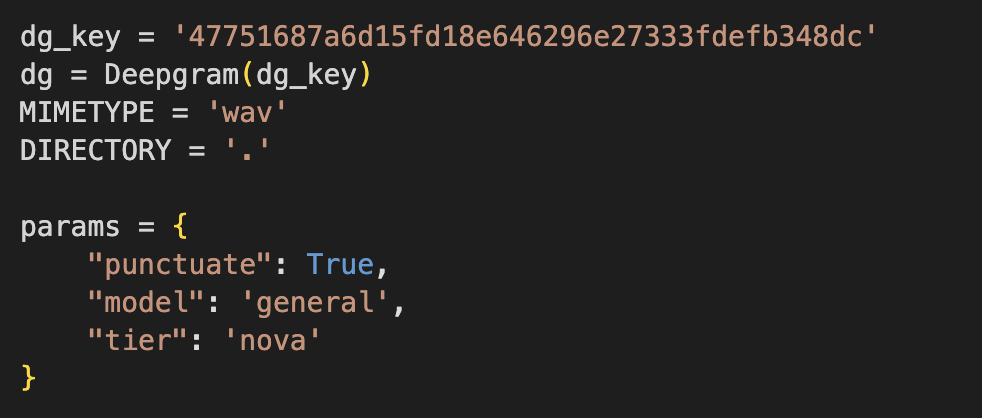 dg_key = '47751687a6d15fd18e646296e27333fdefb348dc'
dg = Deepgram(dg_key)
MIMETYPE = 'wav'
DIRECTORY = '.'

params = {
    "punctuate": True,
    "model": 'general',
    "tier": 'nova'
}